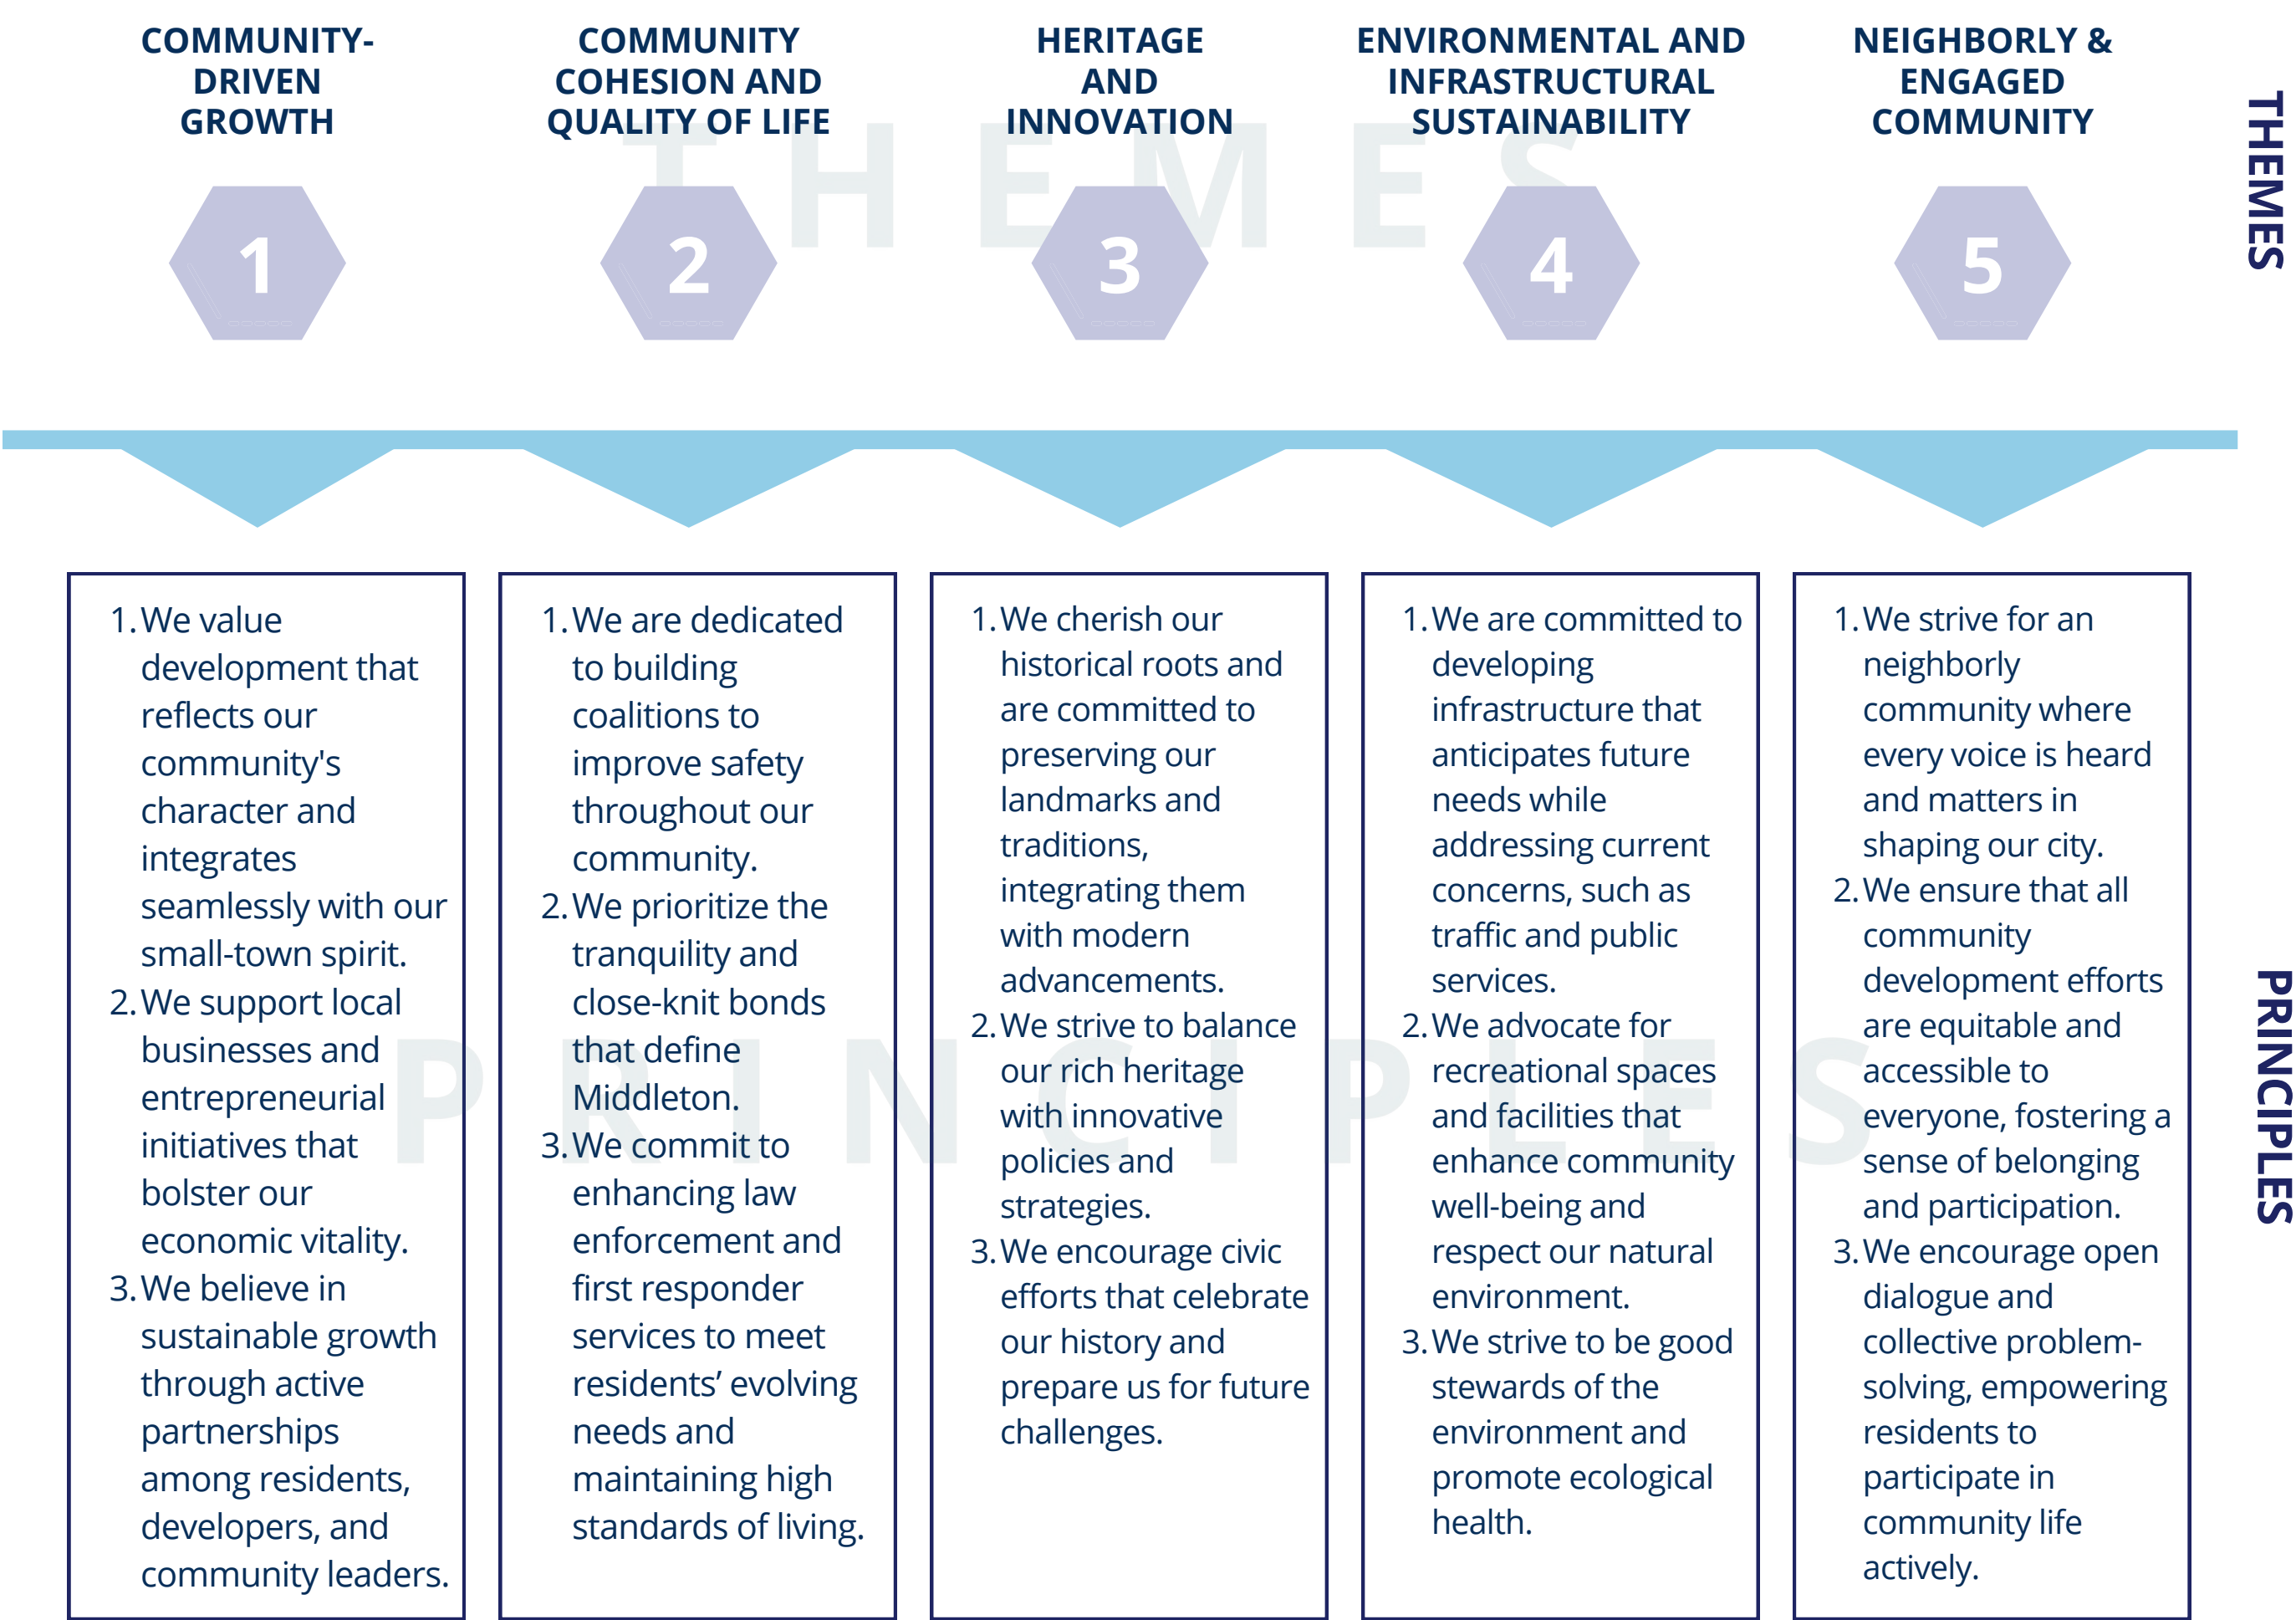 COMMUNITY-
DRIVEN
GROWTH
COMMUNITY
COHESION AND
QUALITY OF LIFE
HERITAGE
AND
INNOVATION
ENVIRONMENTAL AND
INFRASTRUCTURAL
SUSTAINABILITY
NEIGHBORLY &
ENGAGED
COMMUNITY
THEMES
THEMES
1
2
3
4
5
1. We value
development that
reflects our
community's
character and
integrates
seamlessly with our
small-town spirit.
2. We support local
businesses and
entrepreneurial
initiatives that
bolster our
economic vitality.
3. We believe in
sustainable growth
through active
partnerships
among residents,
developers, and
community leaders.
1. We are dedicated
to building
coalitions to
improve safety
throughout our
community.
2. We prioritize the
tranquility and
close-knit bonds
that define
Middleton.
3. We commit to
enhancing law
enforcement and
first responder
services to meet
residents’ evolving
needs and
maintaining high
standards of living.
1. We cherish our
historical roots and
are committed to
preserving our
landmarks and
traditions,
integrating them
with modern
advancements.
2. We strive to balance
our rich heritage
with innovative
policies and
strategies.
3. We encourage civic
efforts that celebrate
our history and
prepare us for future
challenges.
1. We are committed to
developing
infrastructure that
anticipates future
needs while
addressing current
concerns, such as
traffic and public
services.
2. We advocate for
recreational spaces
and facilities that
enhance community
well-being and
respect our natural
environment.
3. We strive to be good
stewards of the
environment and
promote ecological
health.
1. We strive for an
neighborly
community where
every voice is heard
and matters in
shaping our city.
2. We ensure that all
community
development efforts
are equitable and
accessible to
everyone, fostering a
sense of belonging
and participation.
3. We encourage open
dialogue and
collective problem-
solving, empowering
residents to
participate in
community life
actively.
PRINCIPLES
PRINCIPLES